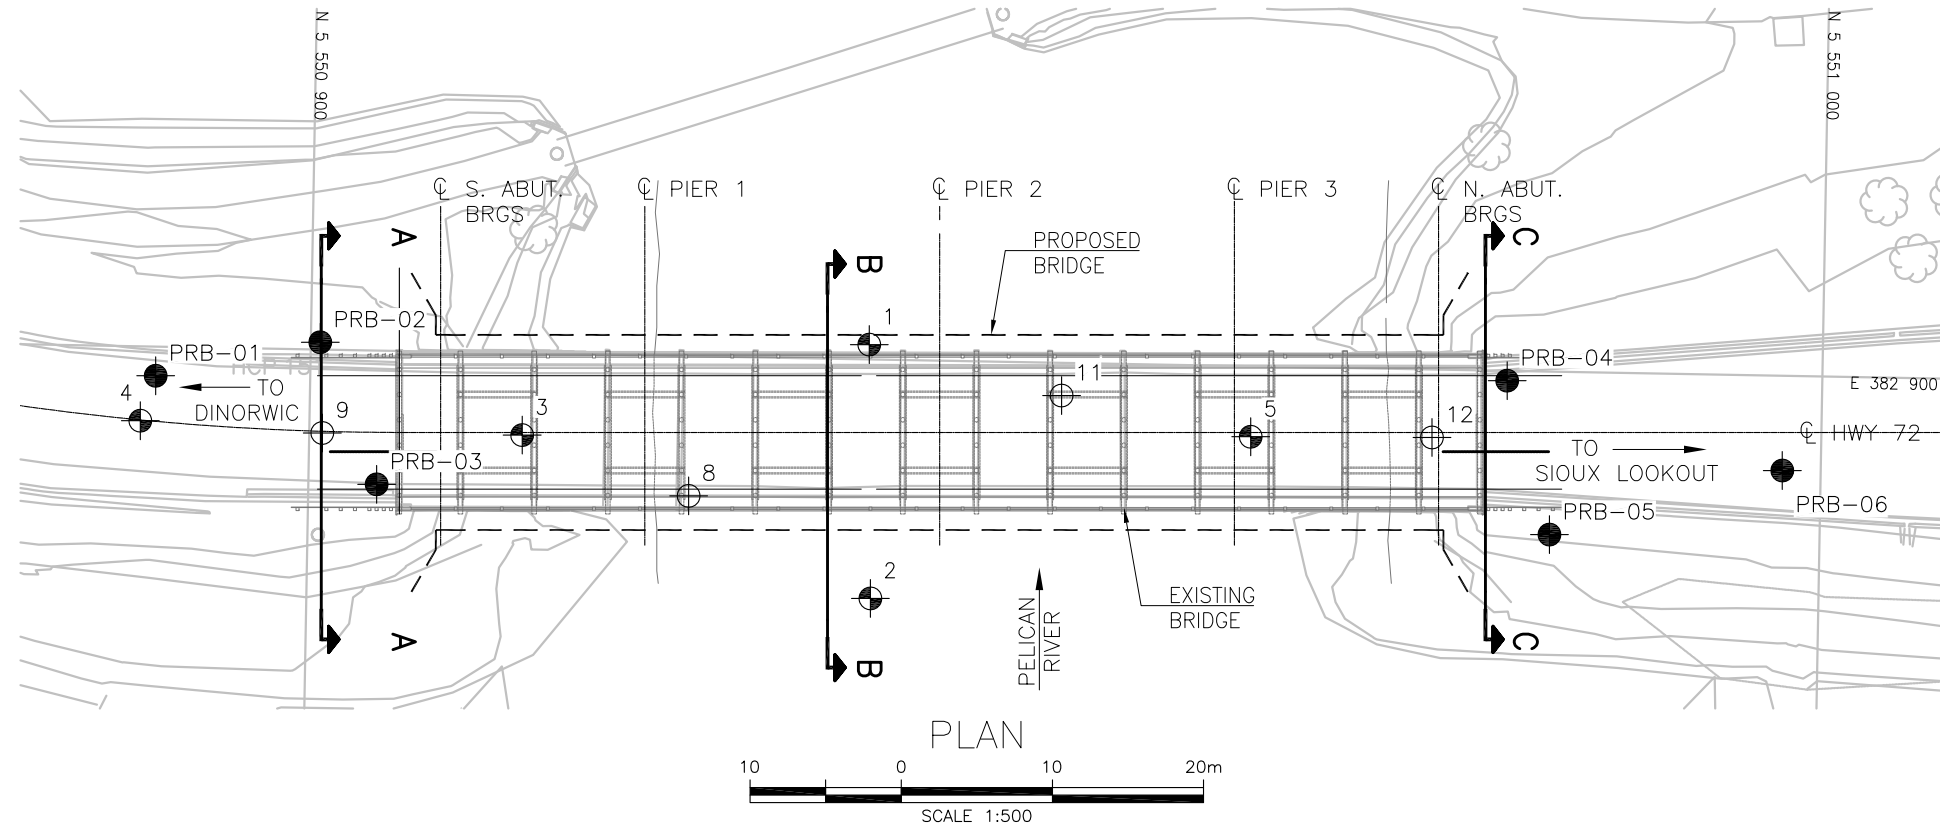 N 5 550 900
N 5 551 000
℄ S. ABUT.
BRGS
℄ PIER 1
℄ PIER 2
℄ PIER 3
℄ N. ABUT.
BRGS
A
B
C
PROPOSED
BRIDGE
1
PRB-02
PRB-01
TO
DINORWIC
4
9
3
11
5
12
PRB-04
E 382 900
℄ HWY 72
TO
SIOUX LOOKOUT
PRB-03
8
PRB-05
PRB-06
2
EXISTING
BRIDGE
PELICAN
RIVER
A
B
C
PLAN
10 0 10 20m
SCALE 1:500